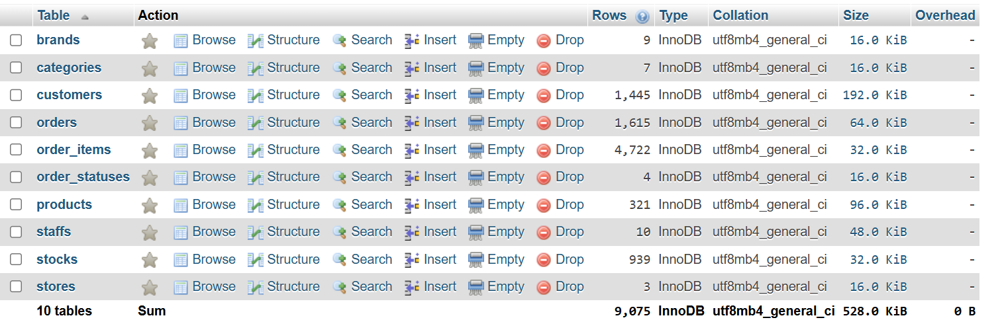 Table Action Rows Type Collation Size Overhead
brands Browse Structure Search Insert Empty Drop 9 InnoDB utf8mb4_general_ci 16.0 KiB -
categories Browse Structure Search Insert Empty Drop 7 InnoDB utf8mb4_general_ci 16.0 KiB -
customers Browse Structure Search Insert Empty Drop 1,445 InnoDB utf8mb4_general_ci 192.0 KiB -
orders Browse Structure Search Insert Empty Drop 1,615 InnoDB utf8mb4_general_ci 64.0 KiB -
order_items Browse Structure Search Insert Empty Drop 4,722 InnoDB utf8mb4_general_ci 32.0 KiB -
order_statuses Browse Structure Search Insert Empty Drop 4 InnoDB utf8mb4_general_ci 16.0 KiB -
products Browse Structure Search Insert Empty Drop 321 InnoDB utf8mb4_general_ci 96.0 KiB -
staffs Browse Structure Search Insert Empty Drop 10 InnoDB utf8mb4_general_ci 48.0 KiB -
stocks Browse Structure Search Insert Empty Drop 939 InnoDB utf8mb4_general_ci 32.0 KiB -
stores Browse Structure Search Insert Empty Drop 3 InnoDB utf8mb4_general_ci 16.0 KiB -
10 tables Sum 9,075 InnoDB utf8mb4_general_ci 528.0 KiB 0 B